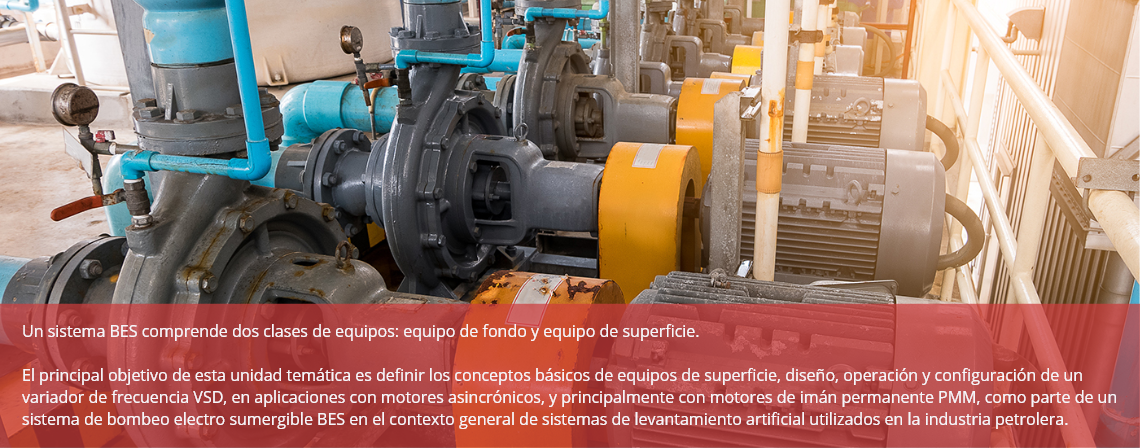 Un sistema BES comprende dos clases de equipos: equipo de fondo y equipo de superficie.
El principal objetivo de esta unidad temática es definir los conceptos básicos de equipos de superficie, diseño, operación y configuración de un
variador de frecuencia VSD, en aplicaciones con motores asincrónicos, y principalmente con motores de imán permanente PMM, como parte de un
sistema de bombeo electro sumergible BES en el contexto general de sistemas de levantamiento artificial utilizados en la industria petrolera.